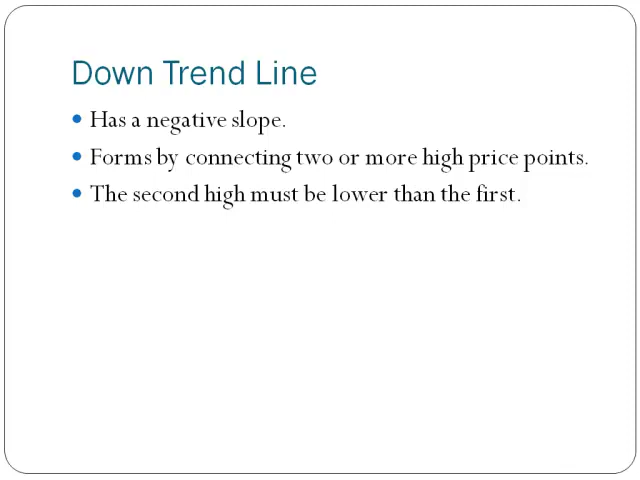 Down Trend Line
• Has a negative slope.
• Forms by connecting two or more high price points.
• The second high must be lower than the first.